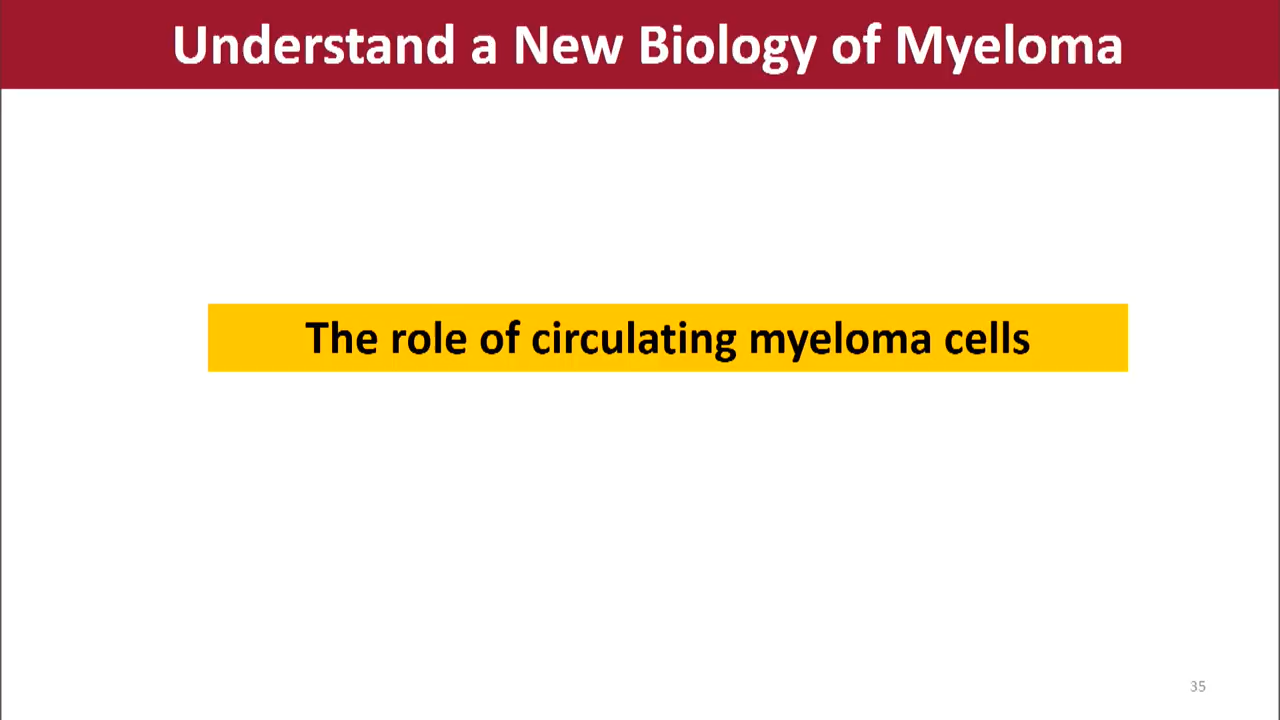 Understand a New Biology of Myeloma
The role of circulating myeloma cells
35